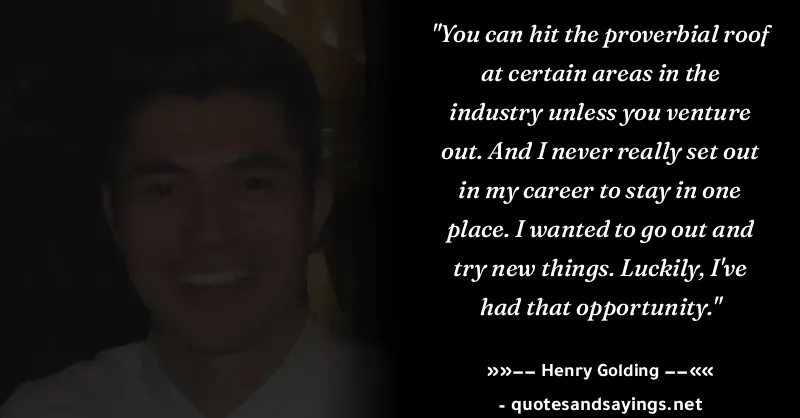 "You can hit the proverbial roof
at certain areas in the
industry unless you venture
out. And I never really set out
in my career to stay in one
place. I wanted to go out and
try new things. Luckily, I've
had that opportunity."
»»−− Henry Golding −−««
- quotesandsayings.net